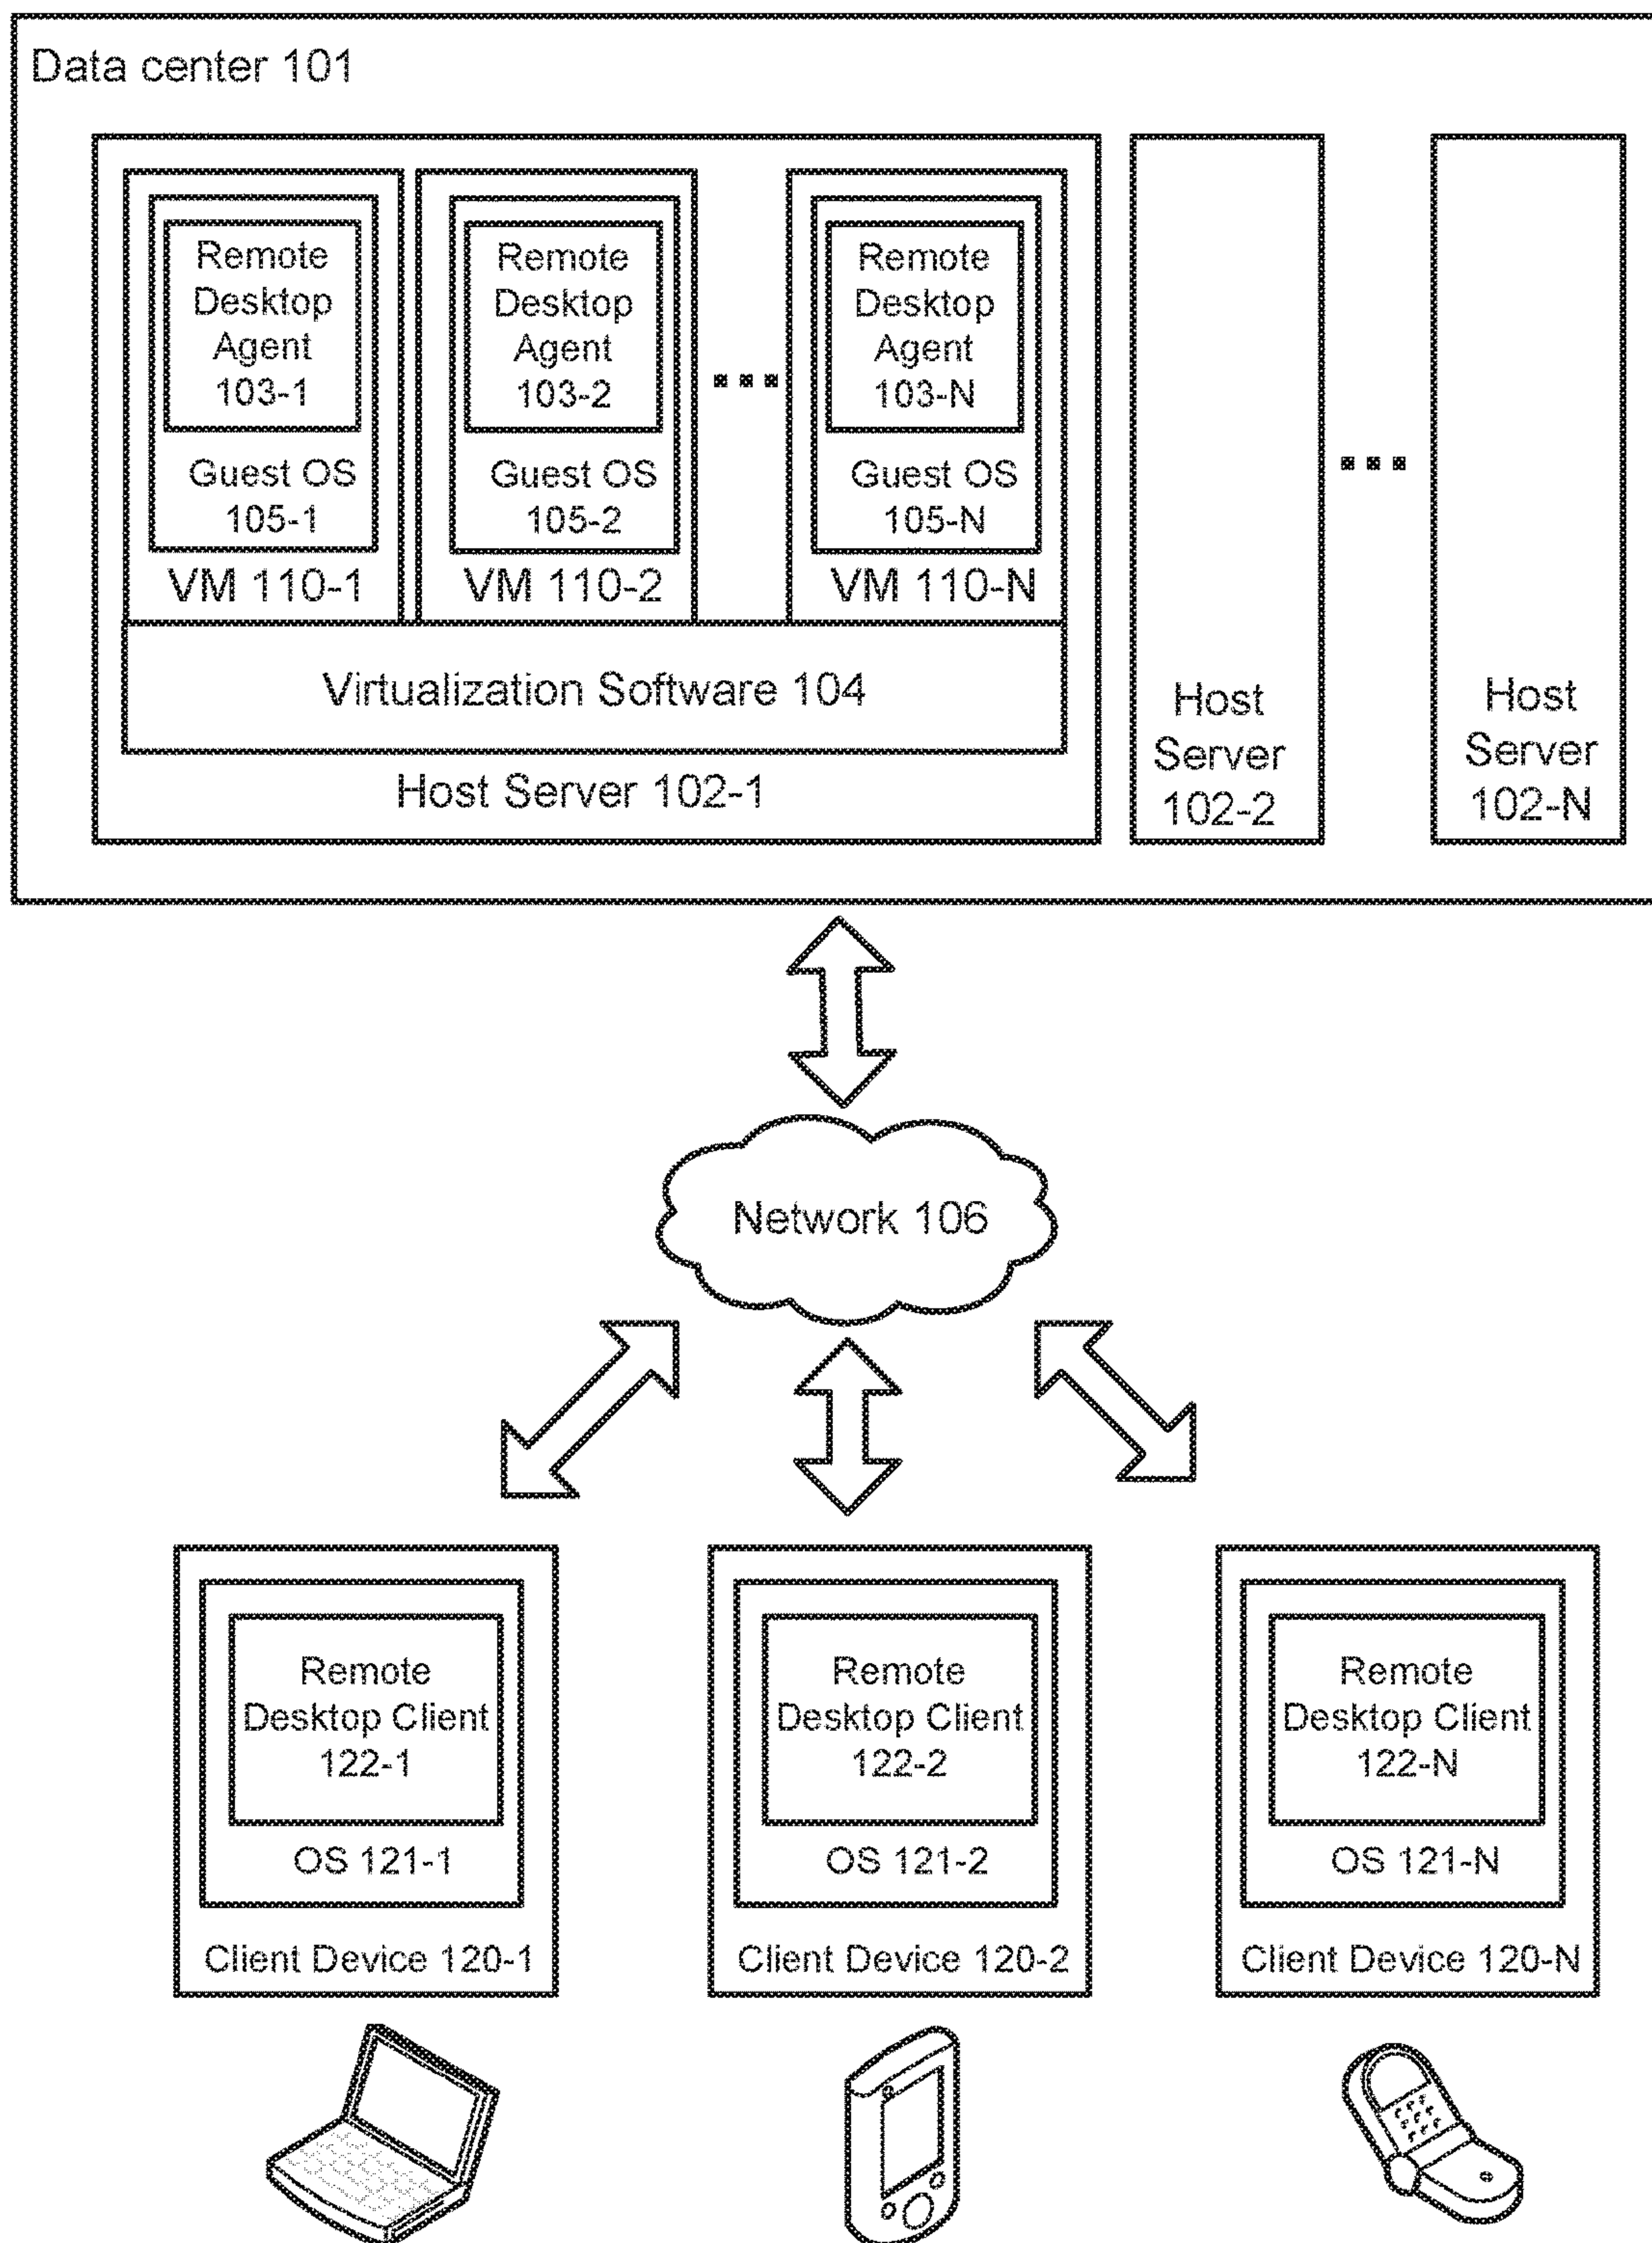 Data center 101
Remote
Desktop
Agent
103-1
Guest OS
105-1
VM 110-1
Remote
Desktop
Agent
103-2
Guest OS
105-2
VM 110-2
Remote
Desktop
Agent
103-N
Guest OS
105-N
VM 110-N
Virtualization Software 104
Host Server 102-1
Host
Server
102-2
Host
Server
102-N
Network 106
Remote
Desktop Client
122-1
OS 121-1
Client Device 120-1
Remote
Desktop Client
122-2
OS 121-2
Client Device 120-2
Remote
Desktop Client
122-N
OS 121-N
Client Device 120-N